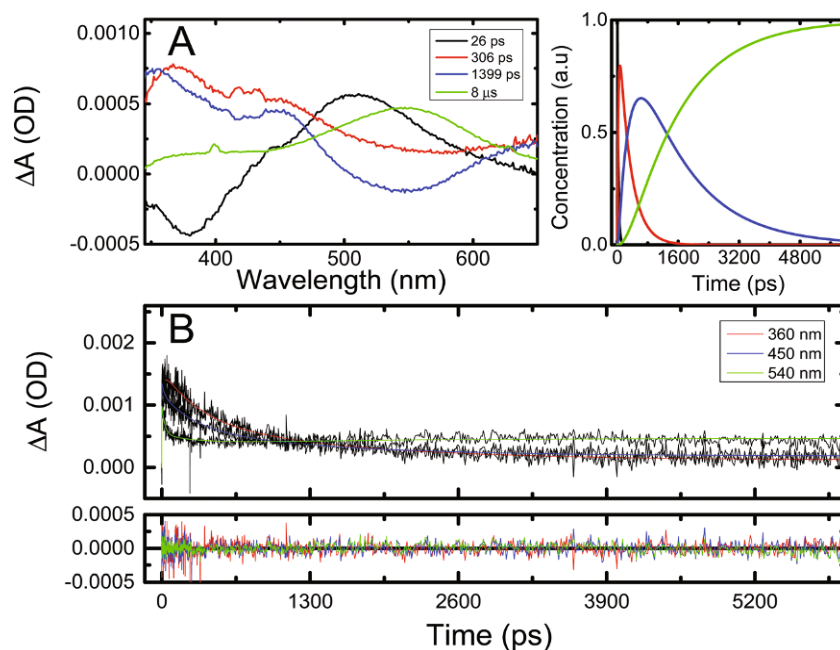 A
26 ps
306 ps
1399 ps
8 μs
0.0010
0.0005
0.0000
-0.0005
ΔA (OD)
400 500 600
Wavelength (nm)
1.0
0.5
0.0
Concentration (a.u)
0 1600 3200 4800
Time (ps)
B
360 nm
450 nm
540 nm
0.002
0.001
0.000
ΔA (OD)
0.0005
0.0000
-0.0005
0 1300 2600 3900 5200
Time (ps)